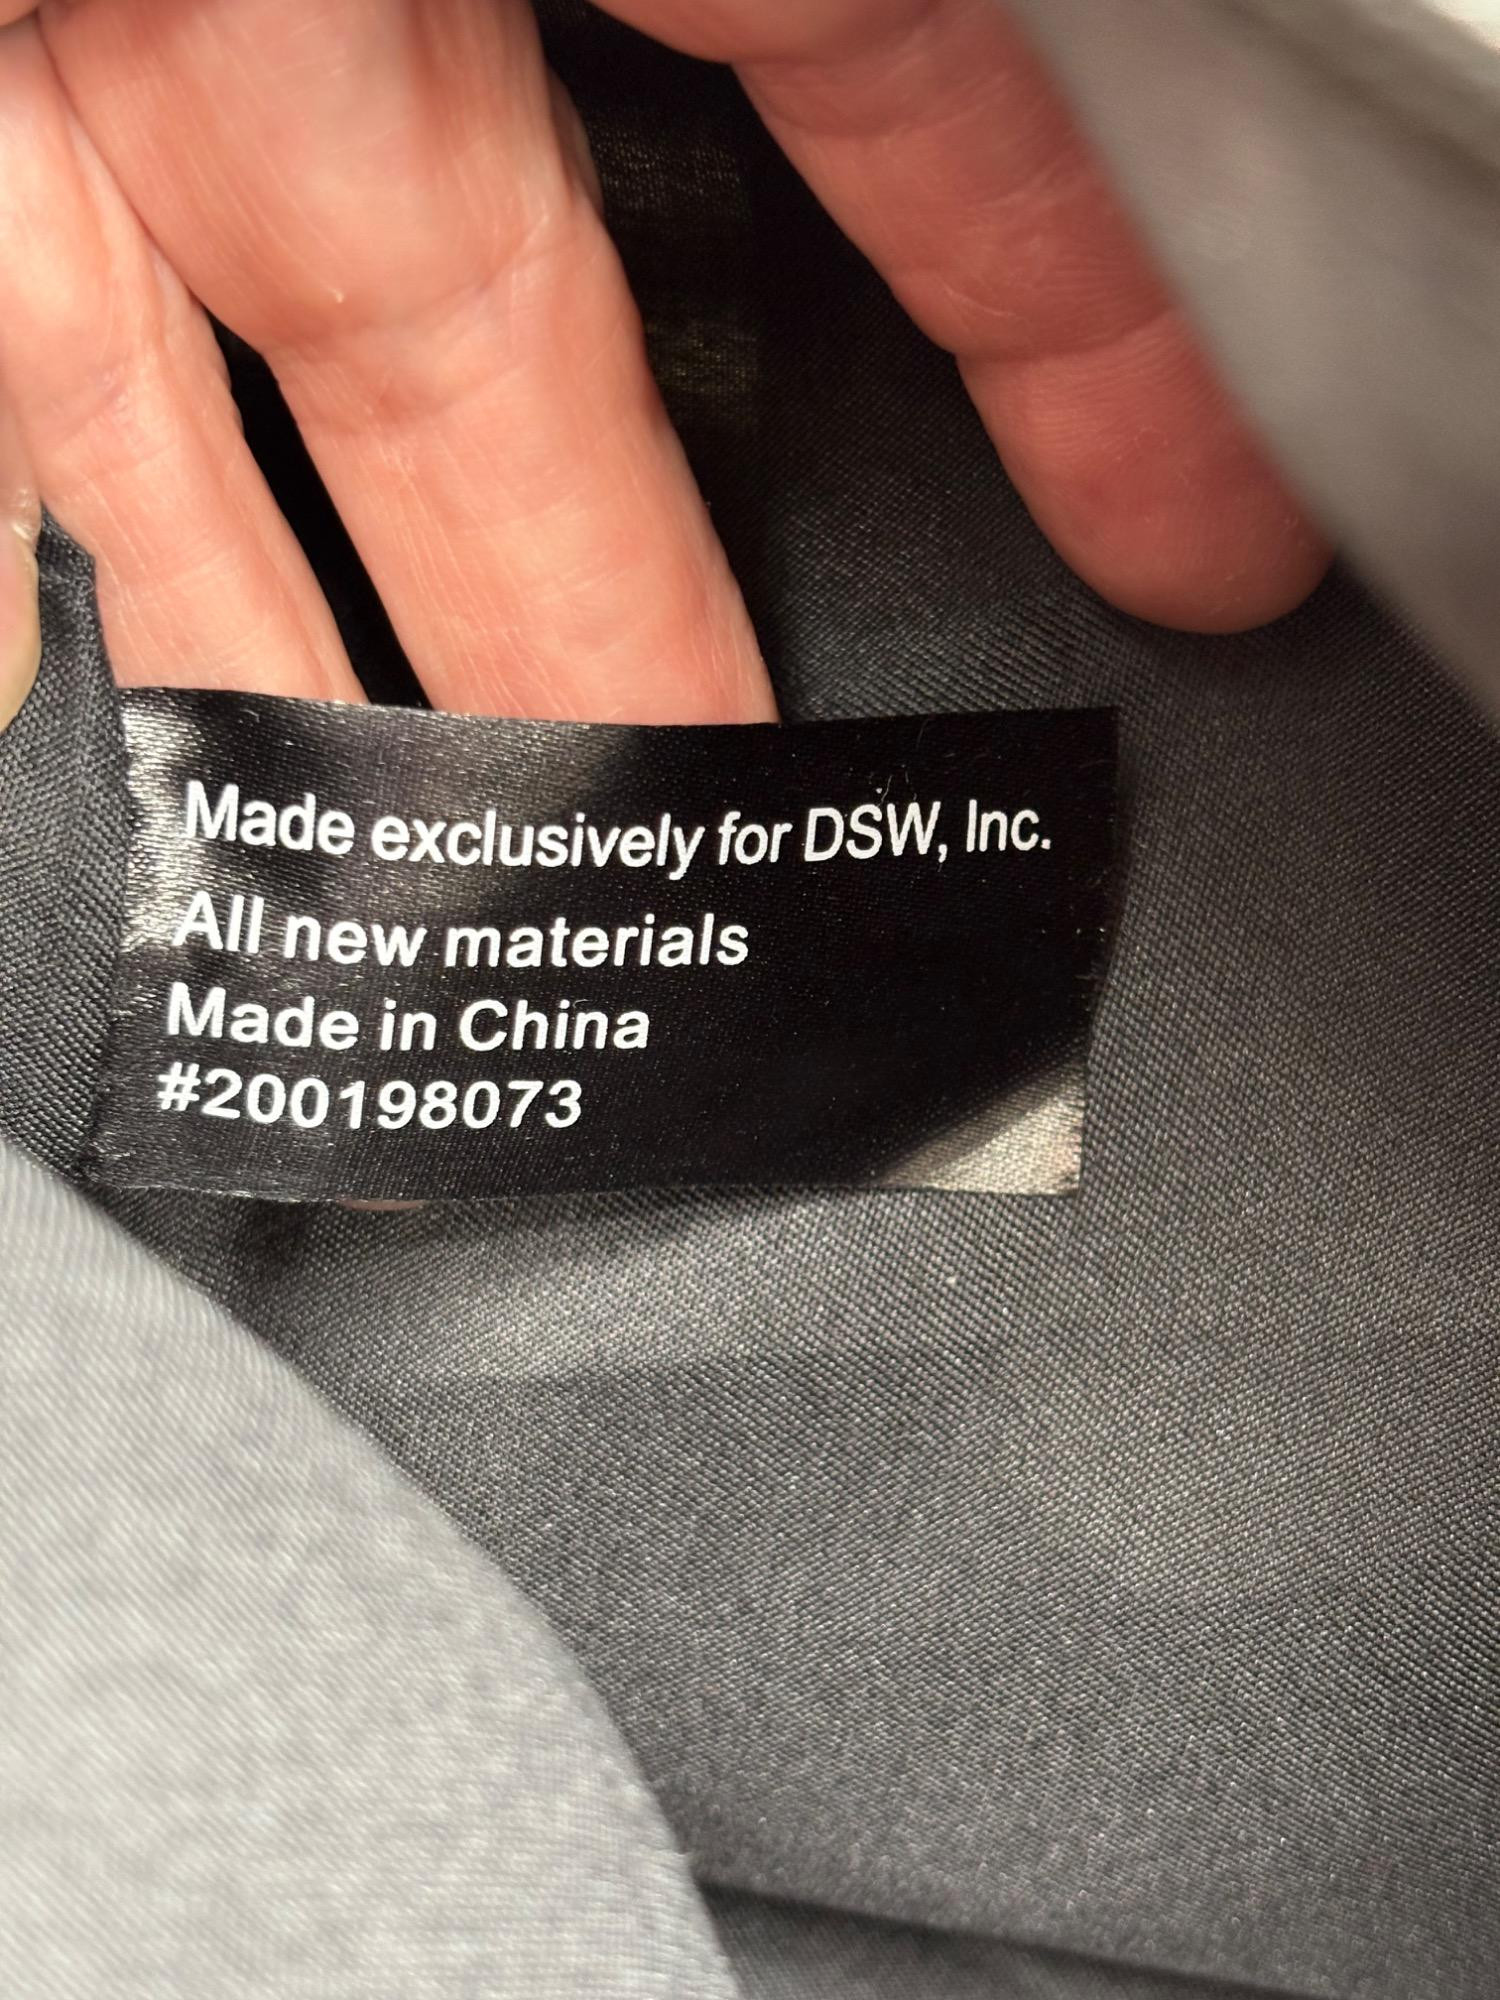 Made exclusively for DSW, Inc.
All new materials
Made in China
#200198073